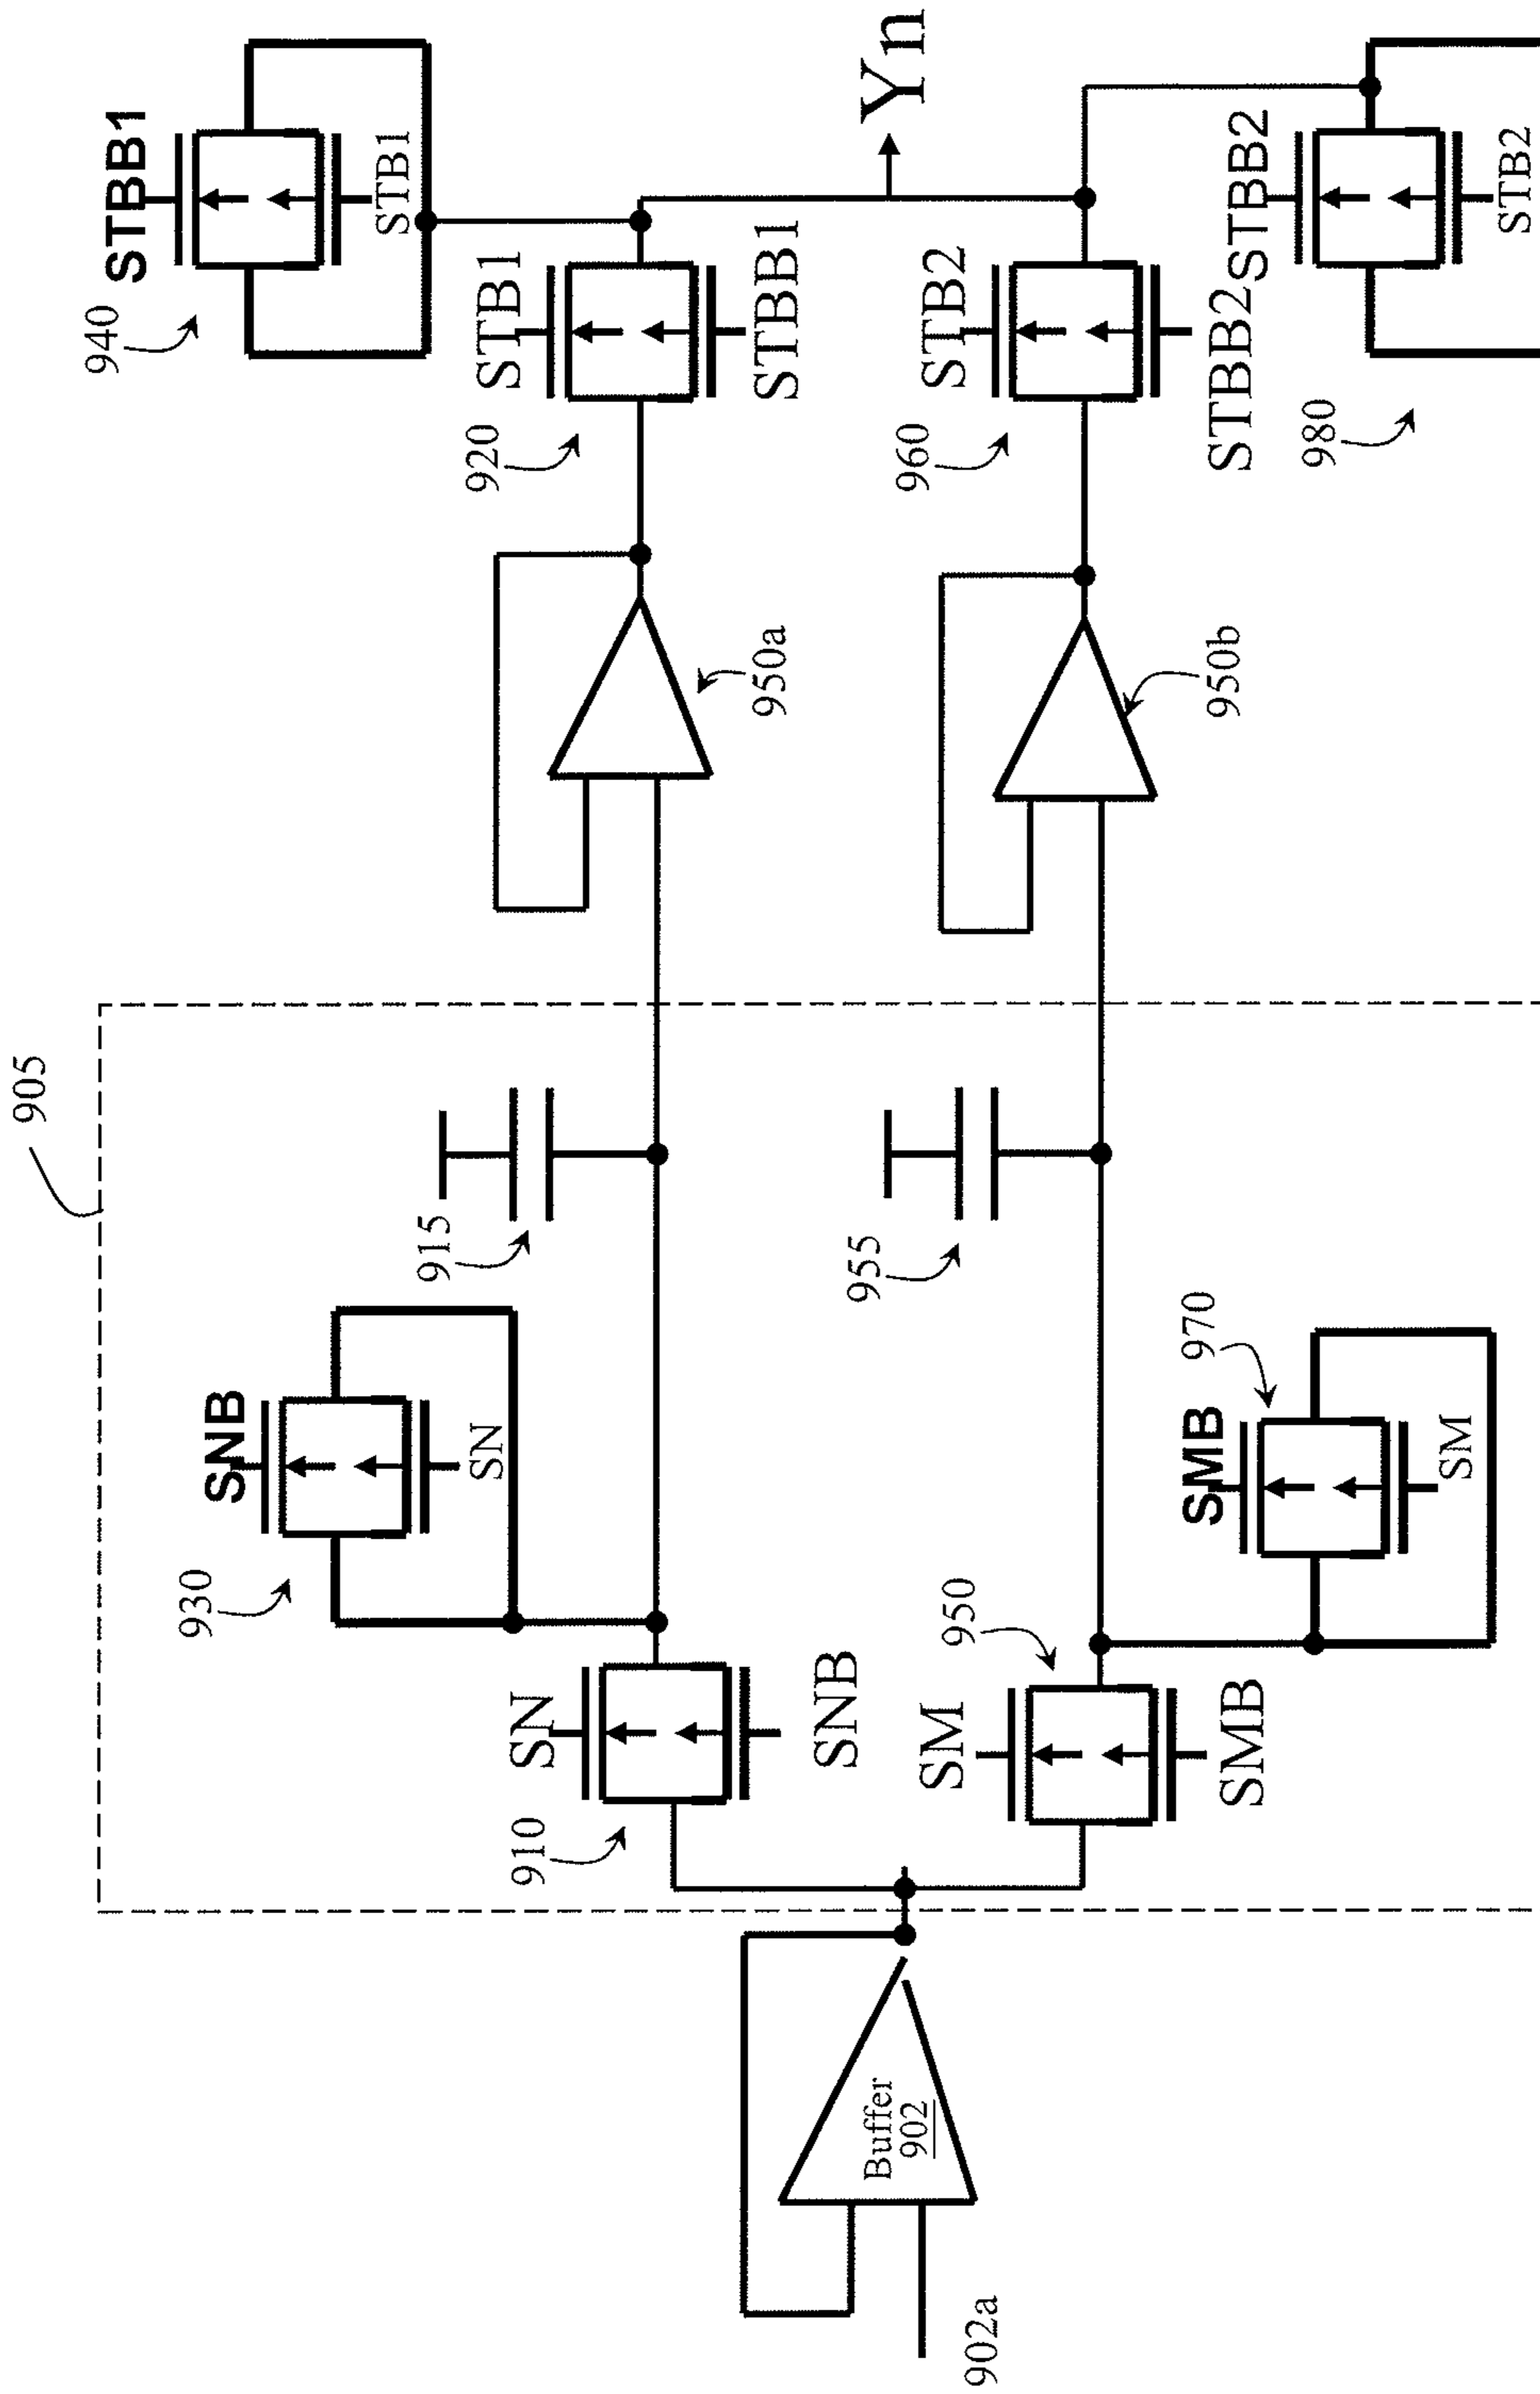 905
930
SNB
SN
915
910
SN
SNB
955
950
SM
SMB
970
SMB
SM
Buffer
902
902a
950a
950b
920
STB1
STBB1
940
STBB1
STB1
Yn
960
STB2
STBB2
980
STBB2
STB2